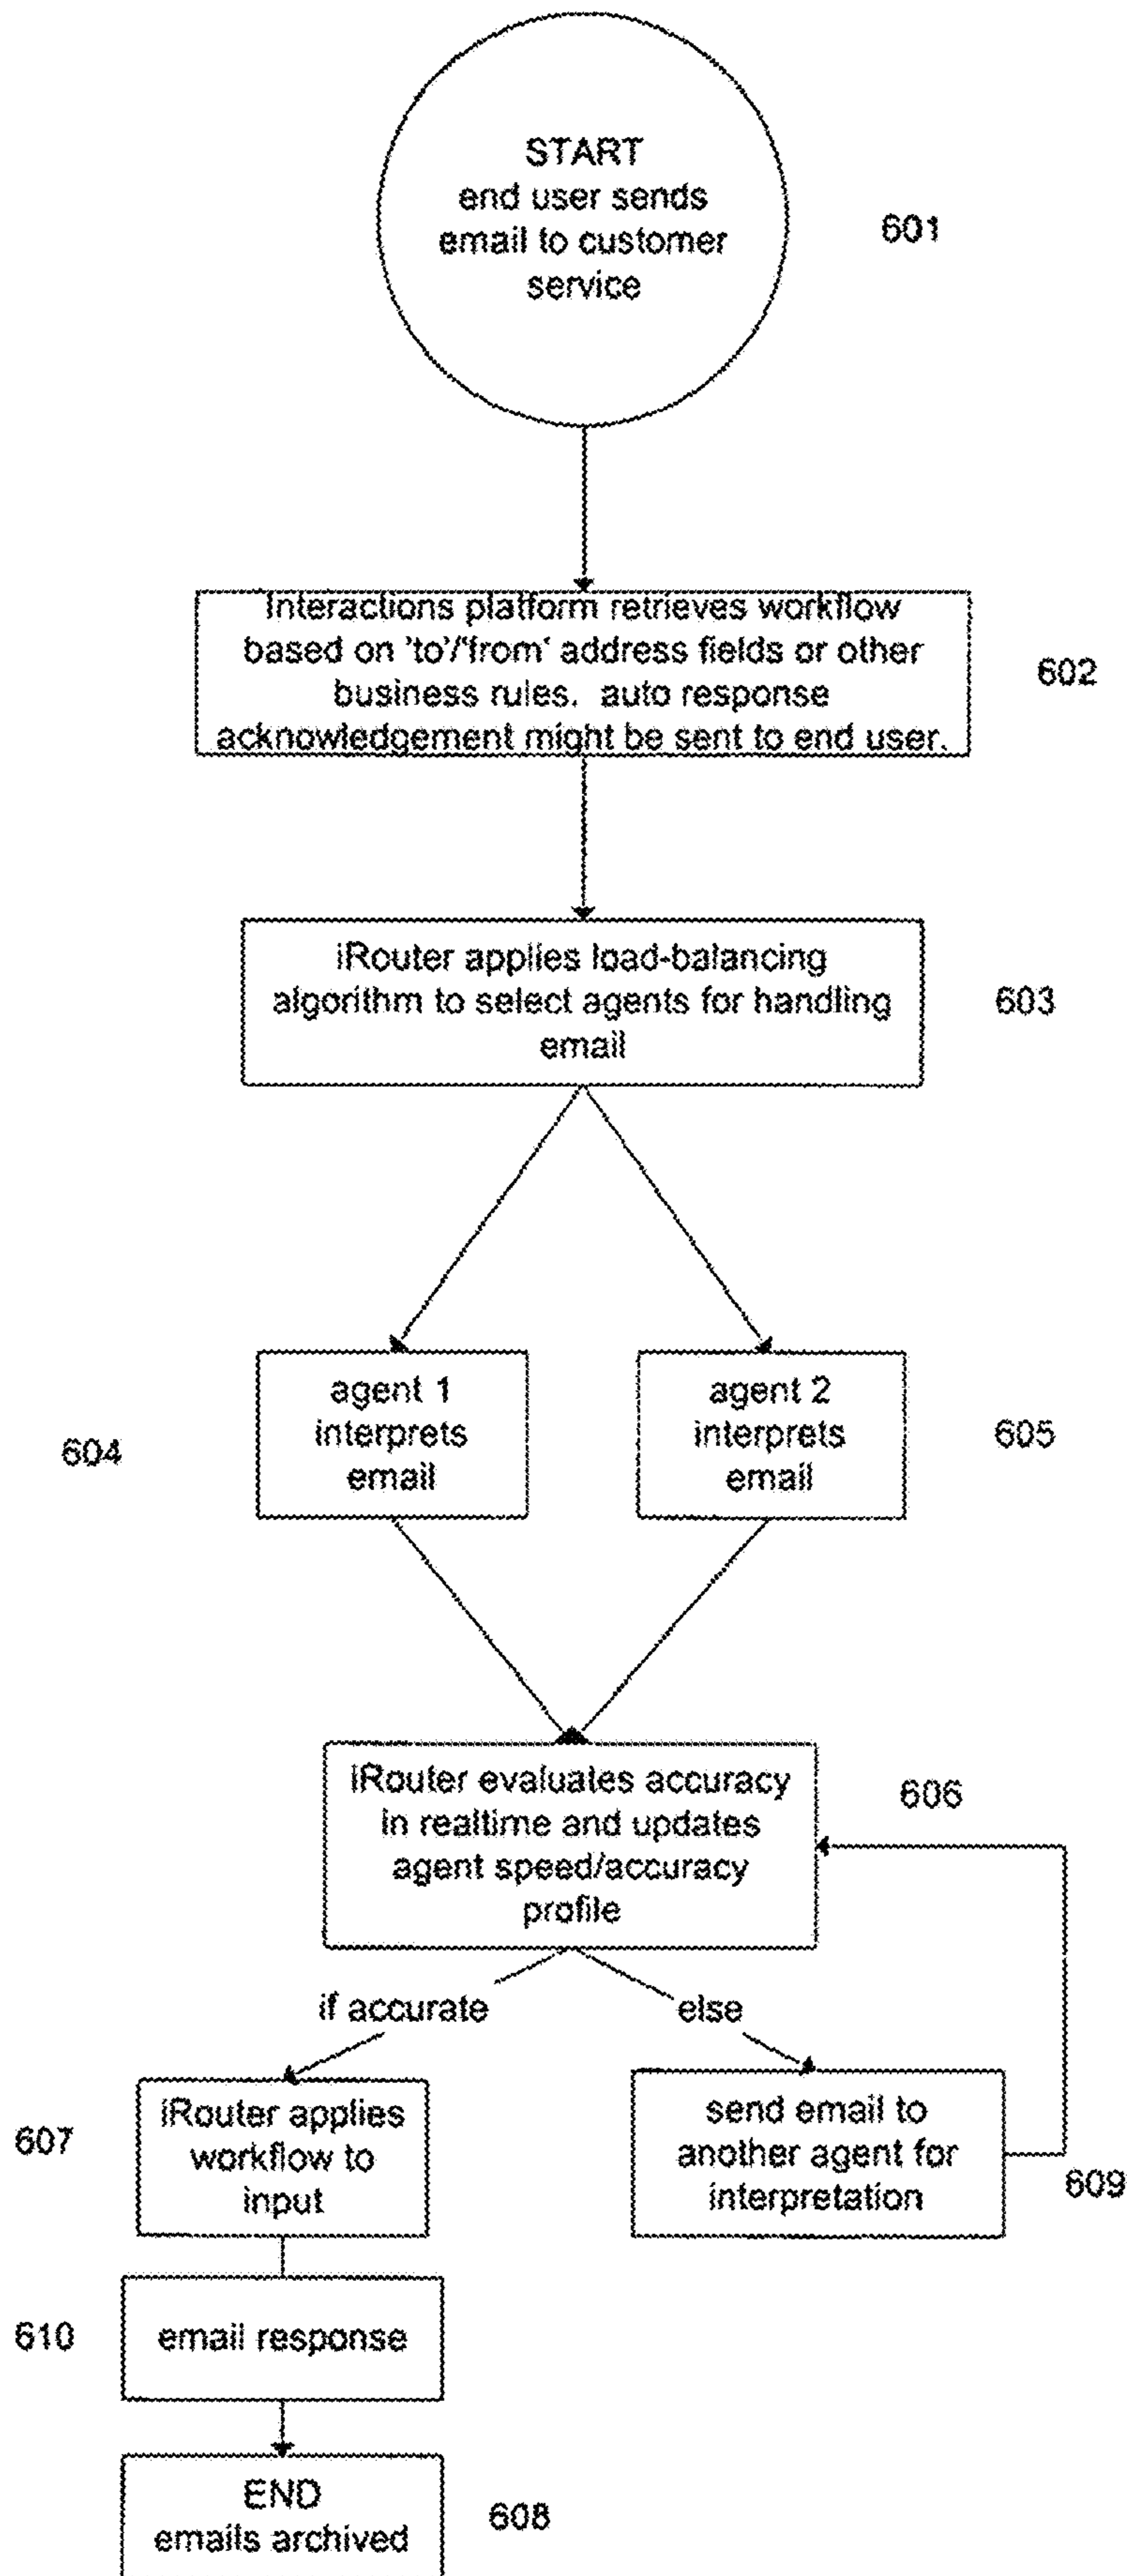 START
end user sends
email to customer
service
601
Interactions platform retrieves workflow
based on 'to'/'from' address fields or other
business rules. auto response
acknowledgement might be sent to end user.
602
iRouter applies load-balancing
algorithm to select agents for handling
email
603
agent 1
interprets
email
604
agent 2
interprets
email
605
iRouter evaluates accuracy
in realtime and updates
agent speed/accuracy
profile
606
if accurate
else
iRouter applies
workflow to
input
607
send email to
another agent for
interpretation
609
email response
610
END
emails archived
608